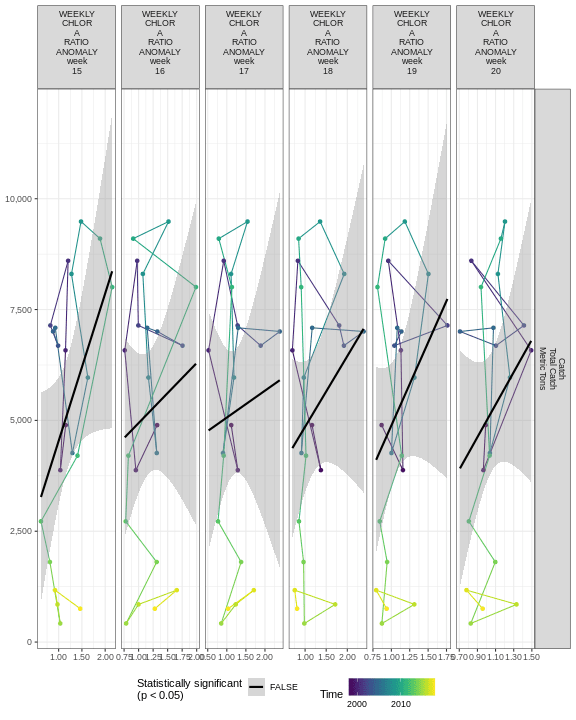 WEEKLY
CHLOR
A
RATIO
ANOMALY
week
15
WEEKLY
CHLOR
A
RATIO
ANOMALY
week
16
WEEKLY
CHLOR
A
RATIO
ANOMALY
week
17
WEEKLY
CHLOR
A
RATIO
ANOMALY
week
18
WEEKLY
CHLOR
A
RATIO
ANOMALY
week
19
WEEKLY
CHLOR
A
RATIO
ANOMALY
week
20
10,000
7,500
5,000
2,500
0
Catch
Total Catch
Metric Tons
1.00 1.50 2.00
0.75 1.00 1.25 1.50 1.75 2.00
0.50 1.00 1.50 2.00
1.00 1.50 2.00
0.75 1.00 1.25 1.50 1.75
0.70 0.90 1.10 1.30 1.50
Statistically significant
(p < 0.05)
FALSE
Time
2000 2010